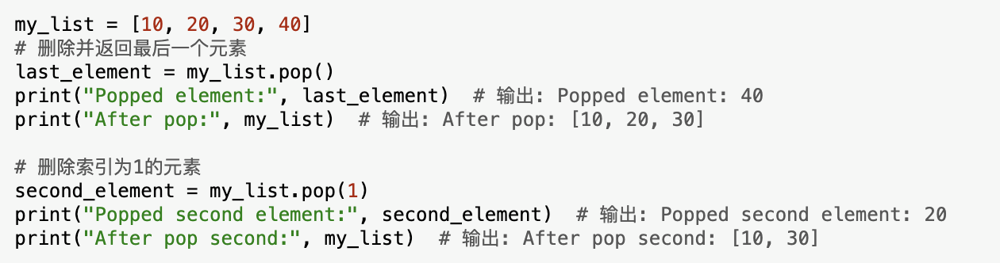 my_list = [10, 20, 30, 40]
# 删除并返回最后一个元素
last_element = my_list.pop()
print("Popped element:", last_element)  # 输出: Popped element: 40
print("After pop:", my_list)  # 输出: After pop: [10, 20, 30]

# 删除索引为1的元素
second_element = my_list.pop(1)
print("Popped second element:", second_element)  # 输出: Popped second element: 20
print("After pop second:", my_list)  # 输出: After pop second: [10, 30]